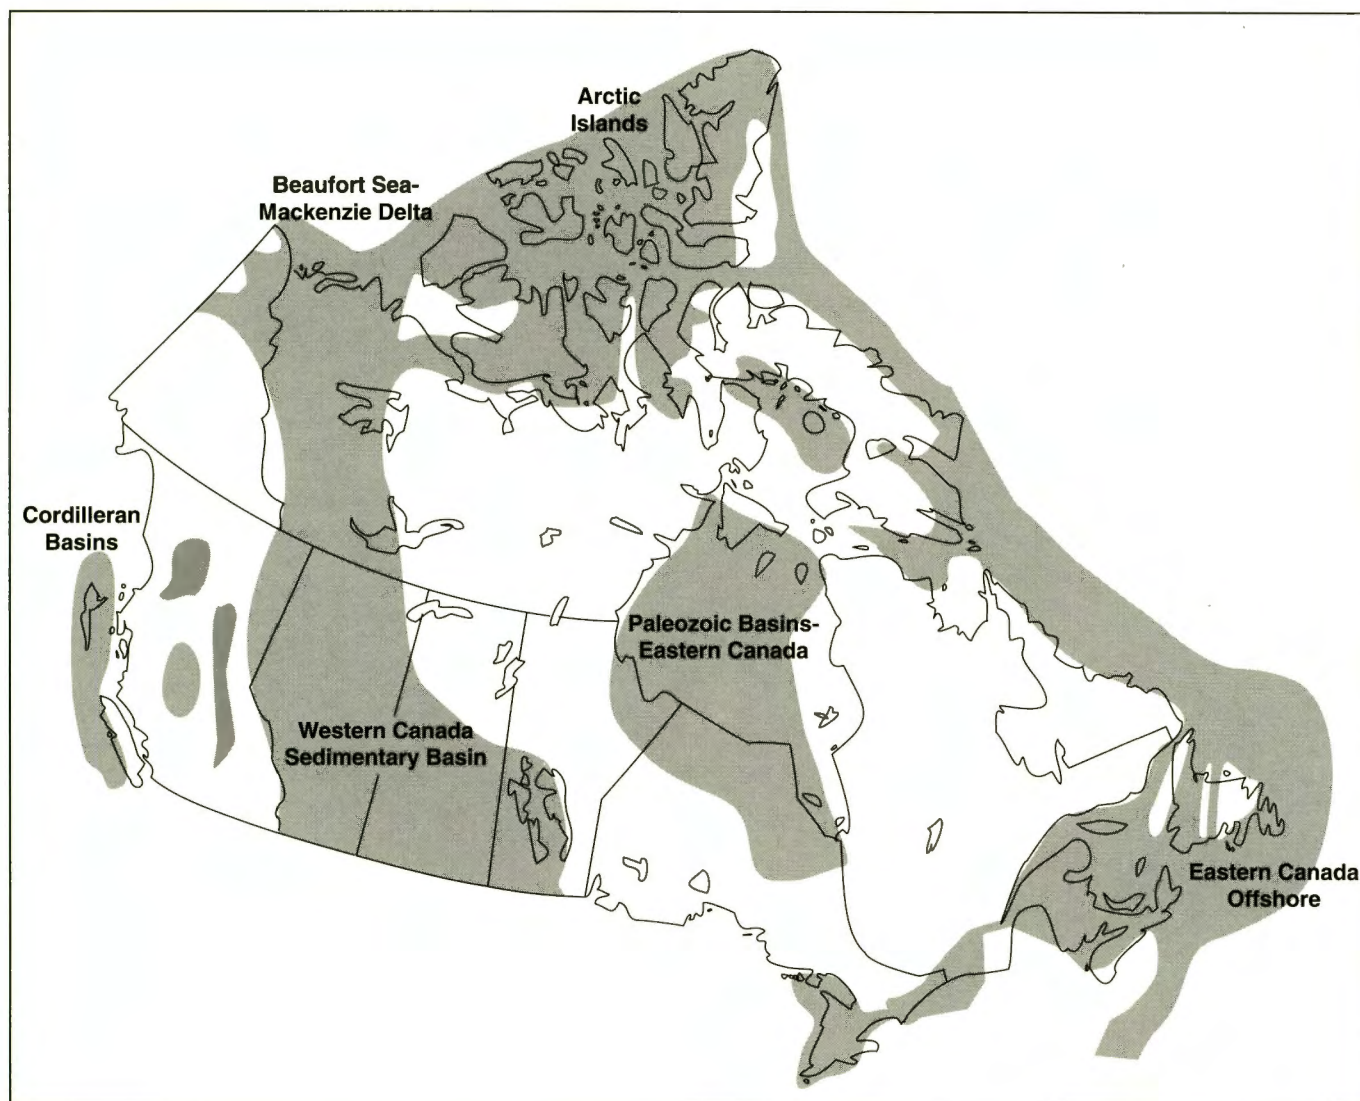 Arctic
Islands
Beaufort Sea-
Mackenzie Delta
Cordilleran
Basins
Paleozoic Basins-
Eastern Canada
Western Canada
Sedimentary Basin
Eastern Canada
Offshore